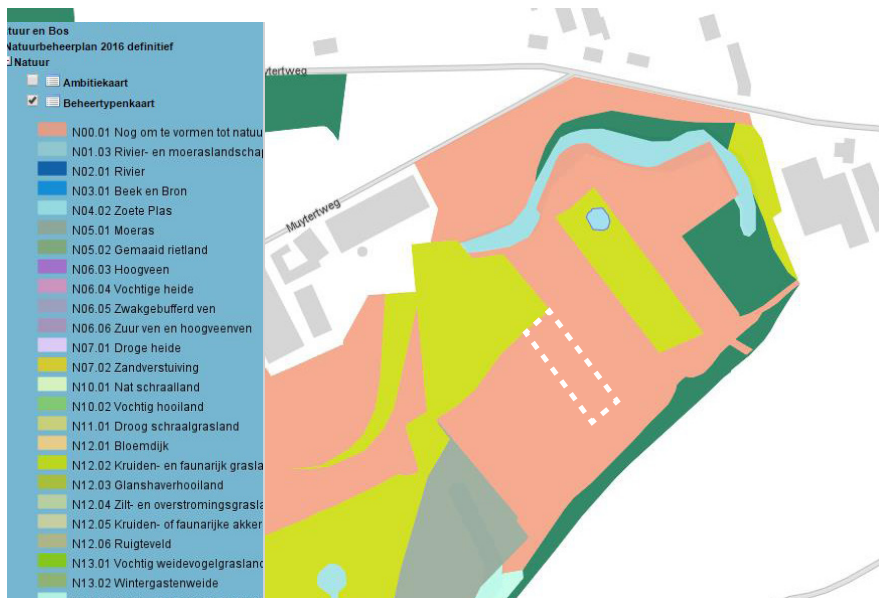 tuur en Bos
Natuurbeheerplan 2016 definitief
Natuur
Ambitiekaart
Beheertypenkaart
N00.01 Nog om te vormen tot natuu
N01.03 Rivier- en moeraslandschap
N02.01 Rivier
N03.01 Beek en Bron
N04.02 Zoete Plas
N05.01 Moeras
N05.02 Gemaaid rietland
N06.03 Hoogveen
N06.04 Vochtige heide
N06.05 Zwakgebufferd ven
N06.06 Zuur ven en hoogveenven
N07.01 Droge heide
N07.02 Zandverstuiving
N10.01 Nat schraalland
N10.02 Vochtig hooiland
N11.01 Droog schraalgrasland
N12.01 Bloemdijk
N12.02 Kruiden- en faunarijk grasla
N12.03 Glanshaverhooiland
N12.04 Zilt- en overstromingsgrasla
N12.05 Kruiden- of faunarijke akker
N12.06 Ruigteveld
N13.01 Vochtig weidevogelgrasland
N13.02 Wintergastenweide
uytertweg
Muytertweg